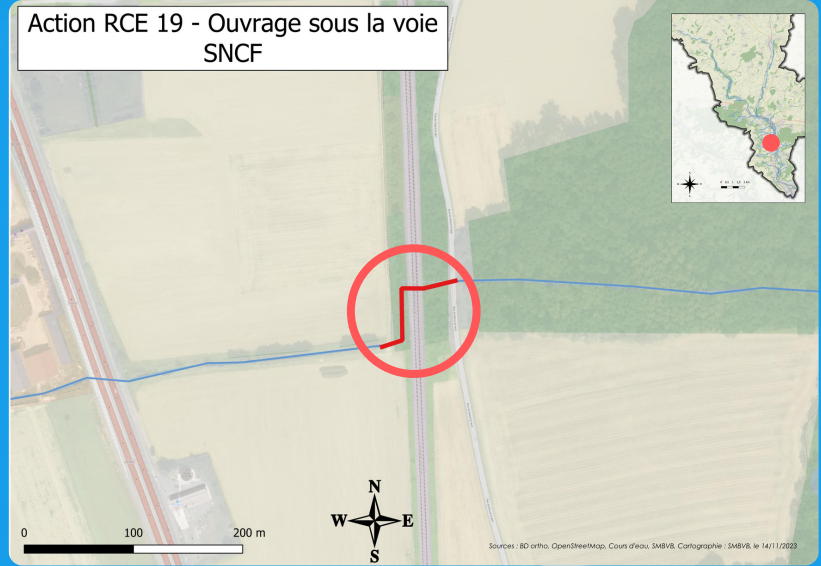 Action RCE 19 - Ouvrage sous la voie
SNCF
N
W E
S
0 100 200 m
Sources : BD ortho, OpenStreetMap, Cours d'eau, SMBVB, Cartographie : SMBVB, le 14/11/2023